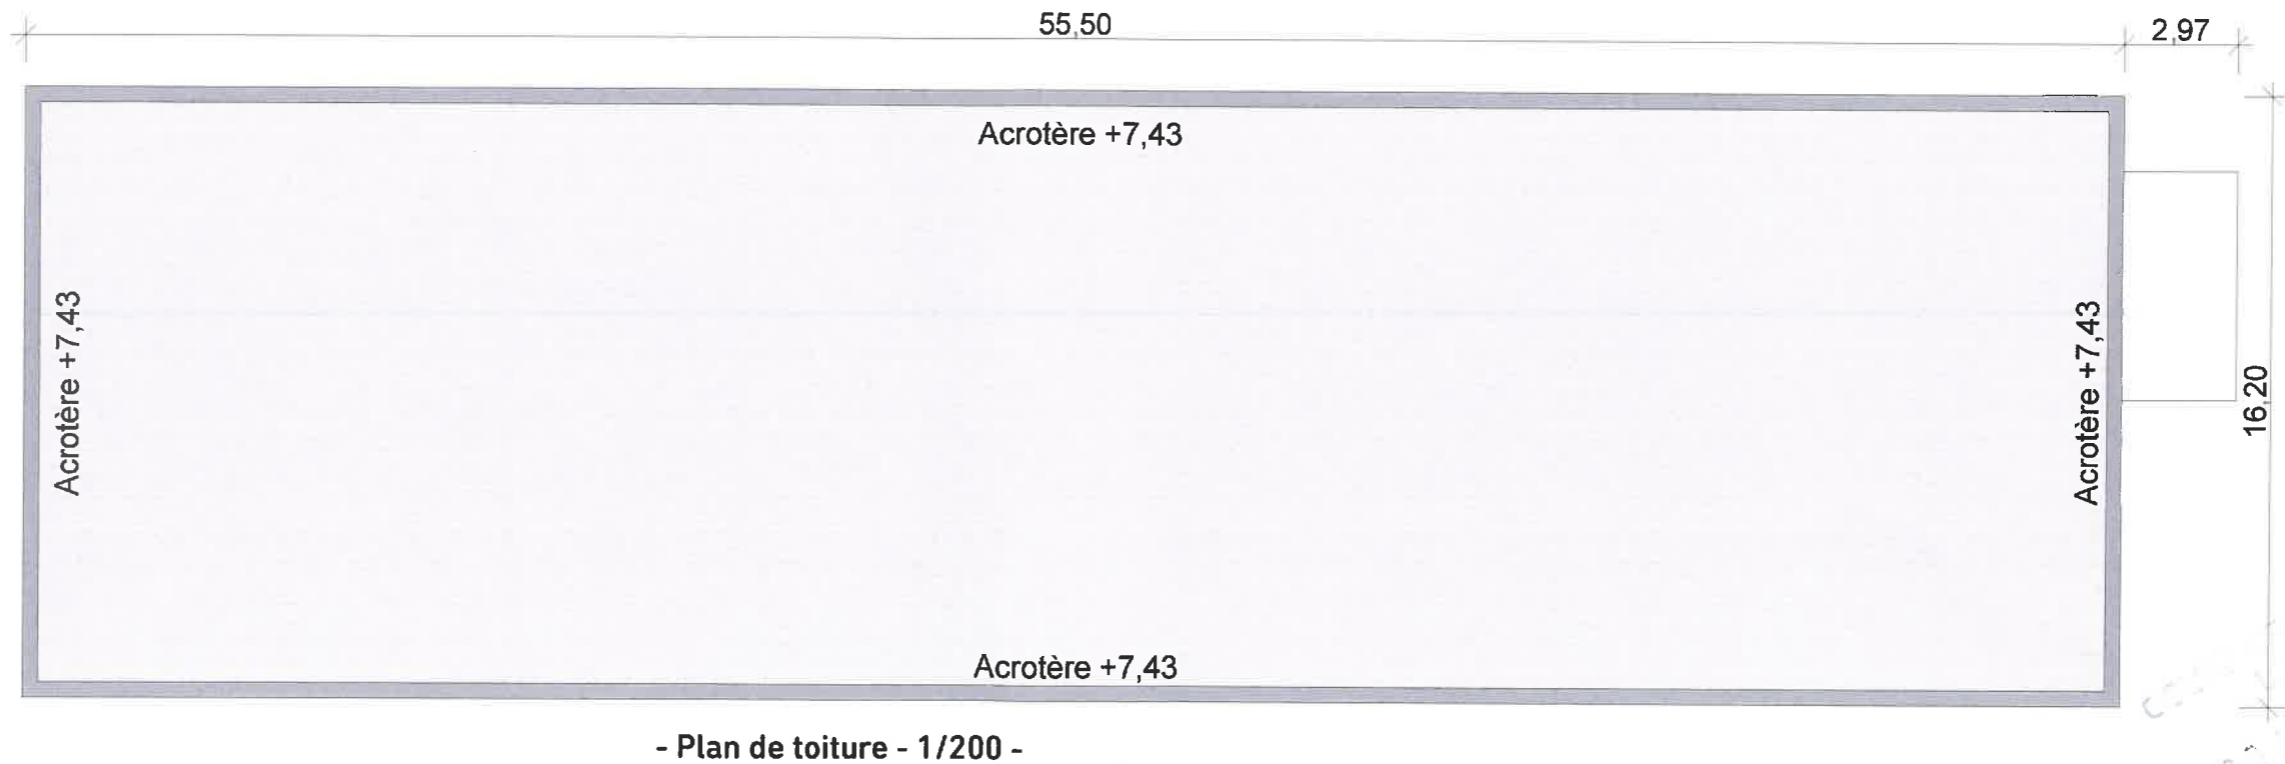 55,50
2,97
Acrotère +7,43
Acrotère +7,43
Acrotère +7,43
16,20
Acrotère +7,43
- Plan de toiture - 1/200 -